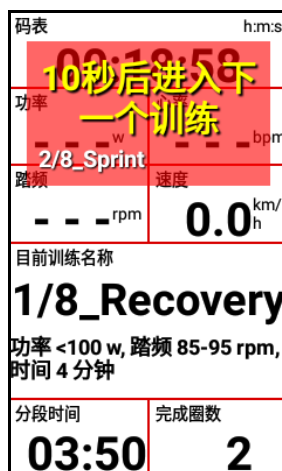 码表 h:m:s
00:18:58
10秒后进入下
一个训练
功率
- - - w - - - bpm
2/8_Sprint
踏频 速度
- - - rpm 0.0 km/h
目前训练名称
1/8_Recovery
功率 <100 w, 踏频 85-95 rpm,
时间 4 分钟
分段时间 完成圈数
03:50 2